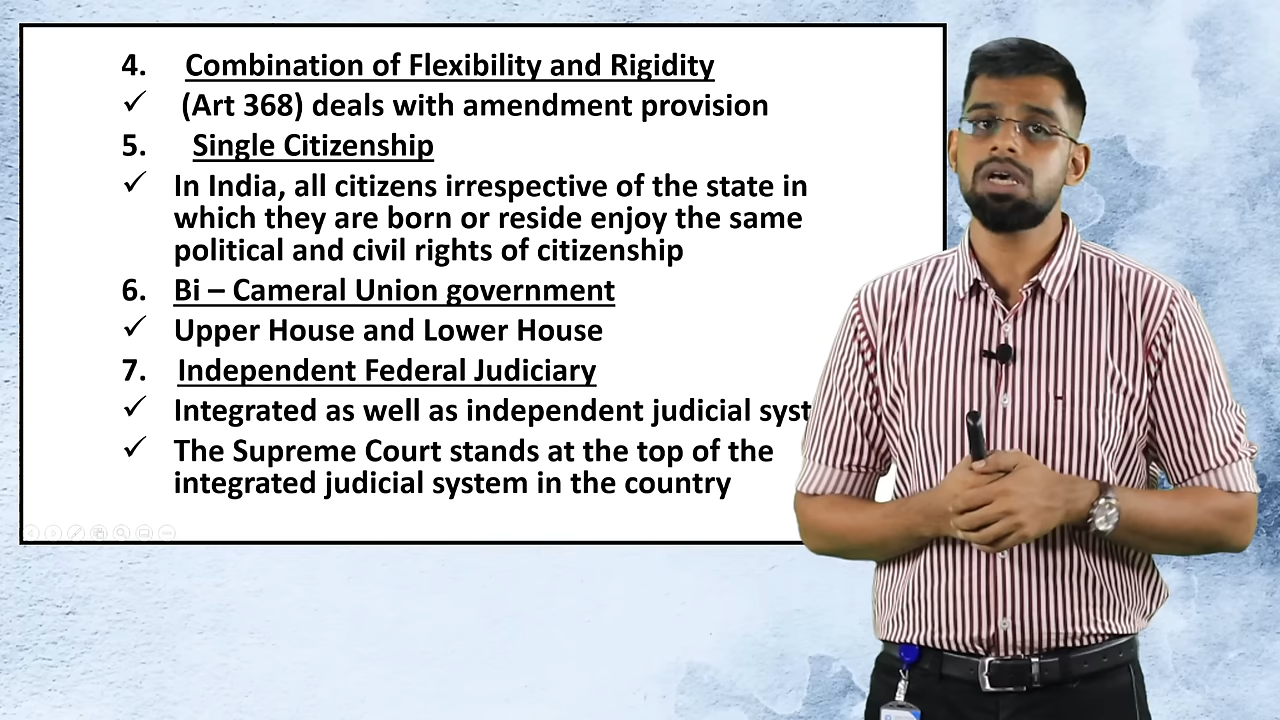 4. Combination of Flexibility and Rigidity
✓ (Art 368) deals with amendment provision
5. Single Citizenship
✓ In India, all citizens irrespective of the state in
which they are born or reside enjoy the same
political and civil rights of citizenship
6. Bi – Cameral Union government
✓ Upper House and Lower House
7. Independent Federal Judiciary
✓ Integrated as well as independent judicial syst
✓ The Supreme Court stands at the top of the
integrated judicial system in the country